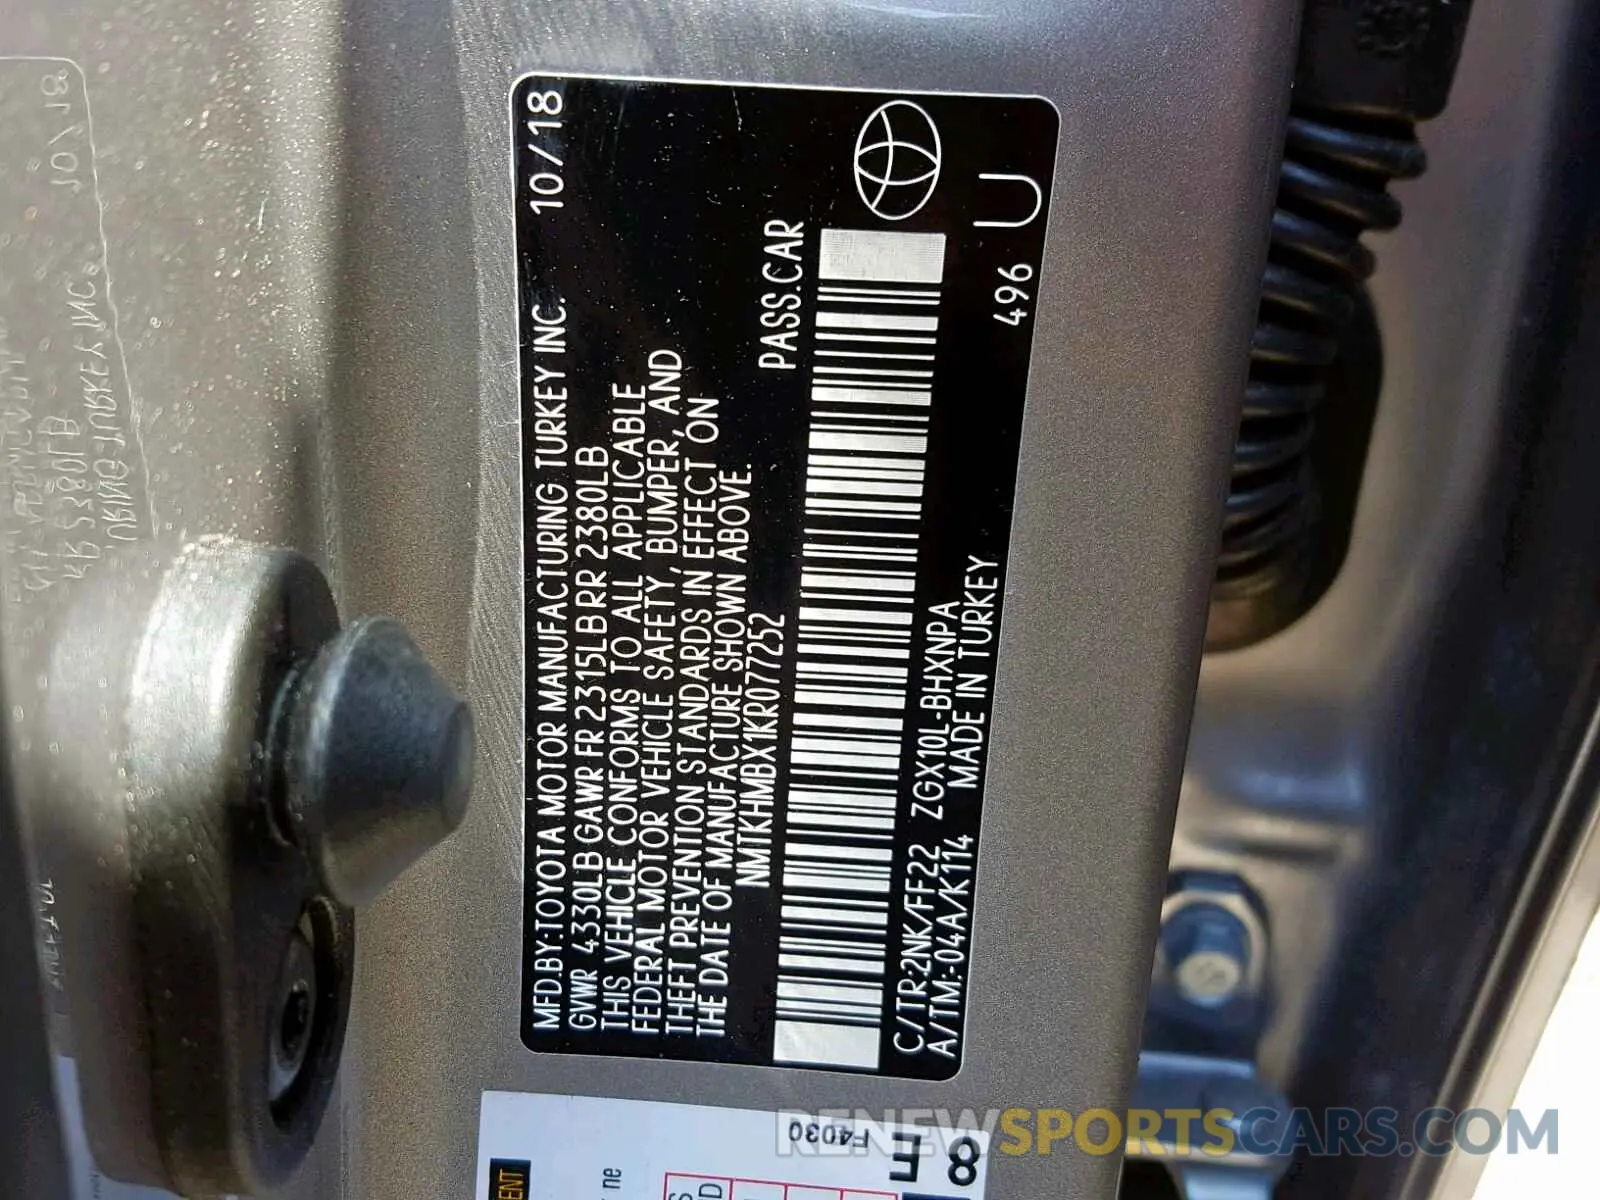 MFD.BY:TOYOTA MOTOR MANUFACTURING TURKEY INC. 10/18
GVWR 4330LB GAWR FR 2315LB RR 2380LB
THIS VEHICLE CONFORMS TO ALL APPLICABLE
FEDERAL MOTOR VEHICLE SAFETY, BUMPER, AND
THEFT PREVENTION STANDARDS IN EFFECT ON
THE DATE OF MANUFACTURE SHOWN ABOVE.
NMTKHMBX1KR077252 PASS.CAR
C/TR:2NK/FF22 ZGX10L-BHXNPA
A/TM:-04A/K114 MADE IN TURKEY 496 U
F4030
RENEWSPORTSCARS.COM